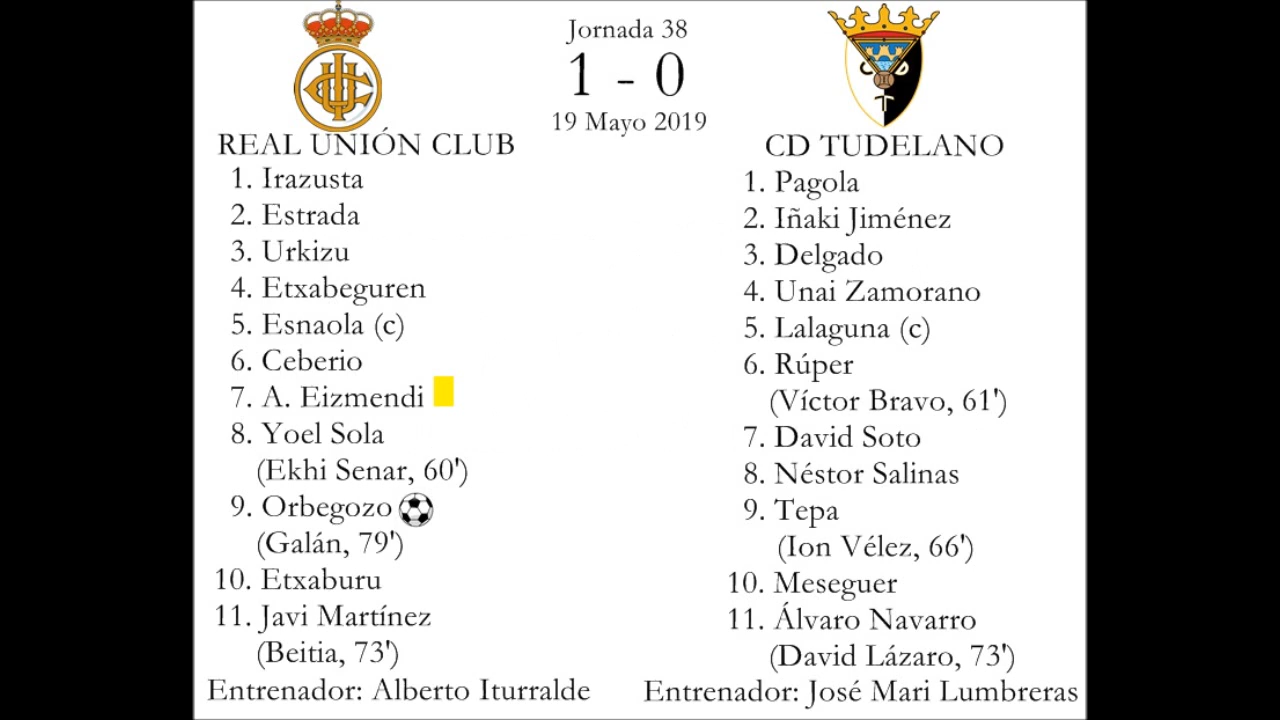 Jornada 38
1 - 0
19 Mayo 2019
REAL UNIÓN CLUB
1. Irazusta
2. Estrada
3. Urkizu
4. Etxabeguren
5. Esnaola (c)
6. Ceberio
7. A. Eizmendi
8. Yoel Sola
(Ekhi Senar, 60')
9. Orbegozo
(Galán, 79')
10. Etxaburu
11. Javi Martínez
(Beitia, 73')
Entrenador: Alberto Iturralde
CD TUDELANO
1. Pagola
2. Iñaki Jiménez
3. Delgado
4. Unai Zamorano
5. Lalaguna (c)
6. Rúper
(Víctor Bravo, 61')
7. David Soto
8. Néstor Salinas
9. Tepa
(Ion Vélez, 66')
10. Meseguer
11. Álvaro Navarro
(David Lázaro, 73')
Entrenador: José Mari Lumbreras